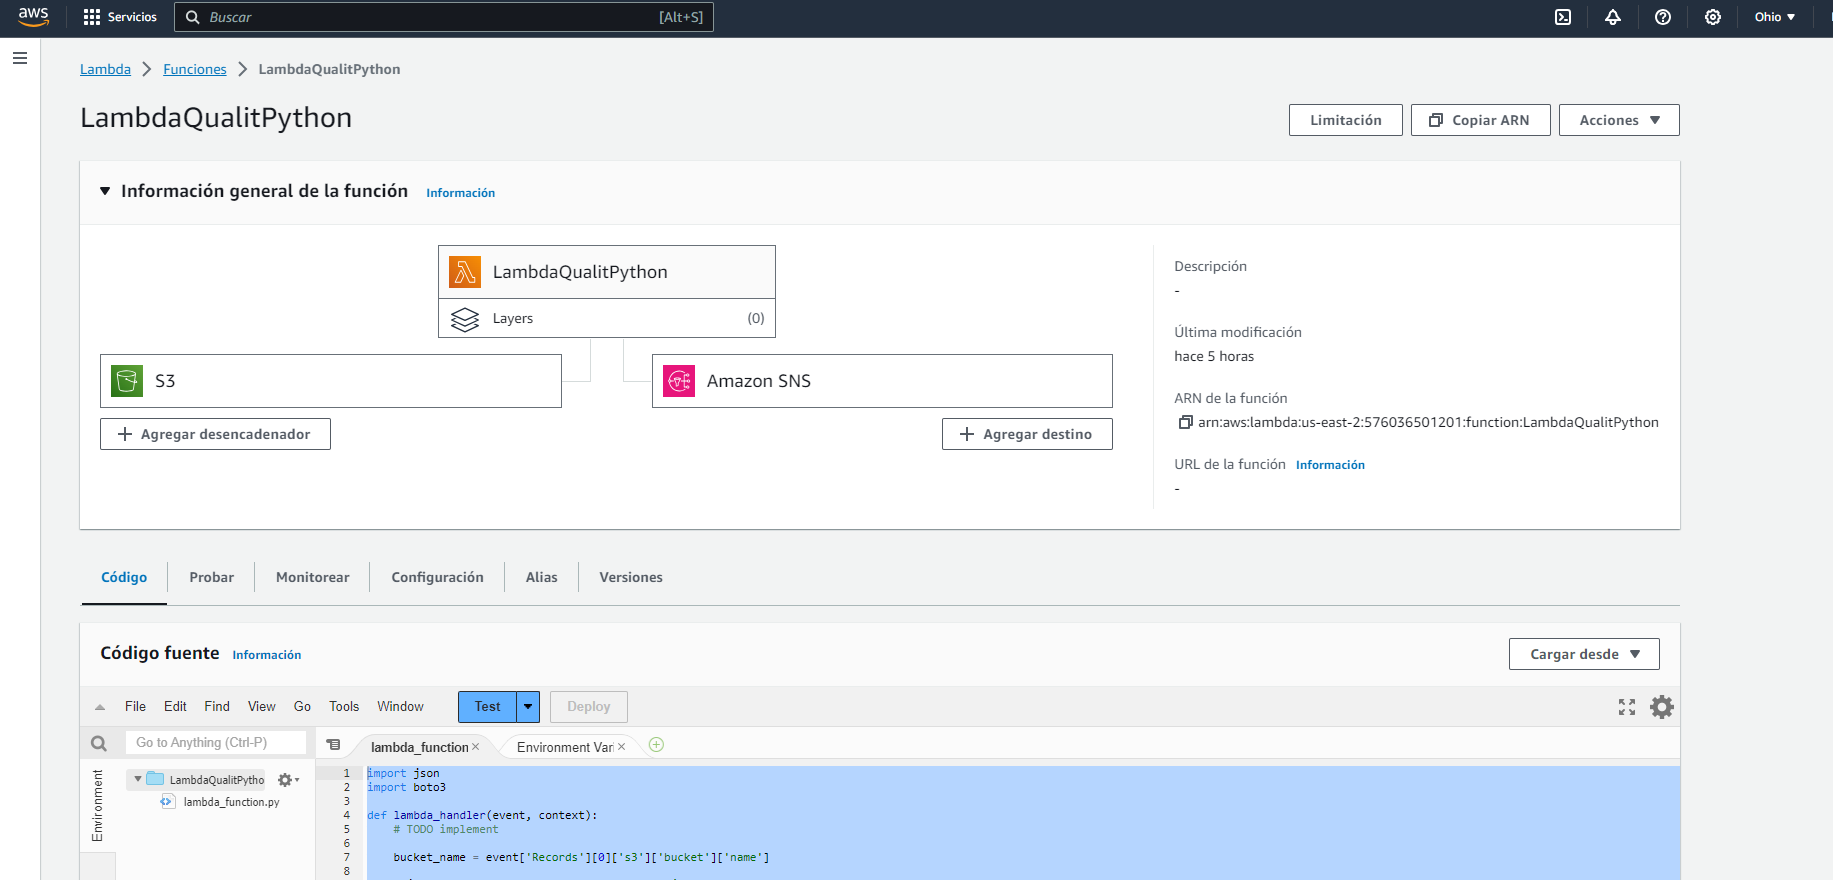 aws
Servicios
Buscar
[Alt+S]
Ohio
Lambda
Funciones
LambdaQualitPython
LambdaQualitPython
Limitación
Copiar ARN
Acciones
Información general de la función
Información
LambdaQualitPython
Layers
(0)
S3
Amazon SNS
+ Agregar desencadenador
+ Agregar destino
Descripción
-
Última modificación
hace 5 horas
ARN de la función
arn:aws:lambda:us-east-2:576036501201:function:LambdaQualitPython
URL de la función
Información
-
Código
Probar
Monitorear
Configuración
Alias
Versiones
Código fuente
Información
Cargar desde
File
Edit
Find
View
Go
Tools
Window
Test
Deploy
Go to Anything (Ctrl-P)
lambda_function ×
Environment Vari ×
Environment
LambdaQualitPytho
lambda_function.py
1 import json
2 import boto3
3
4 def lambda_handler(event, context):
5 # TODO implement
6
7 bucket_name = event['Records'][0]['s3']['bucket']['name']
8